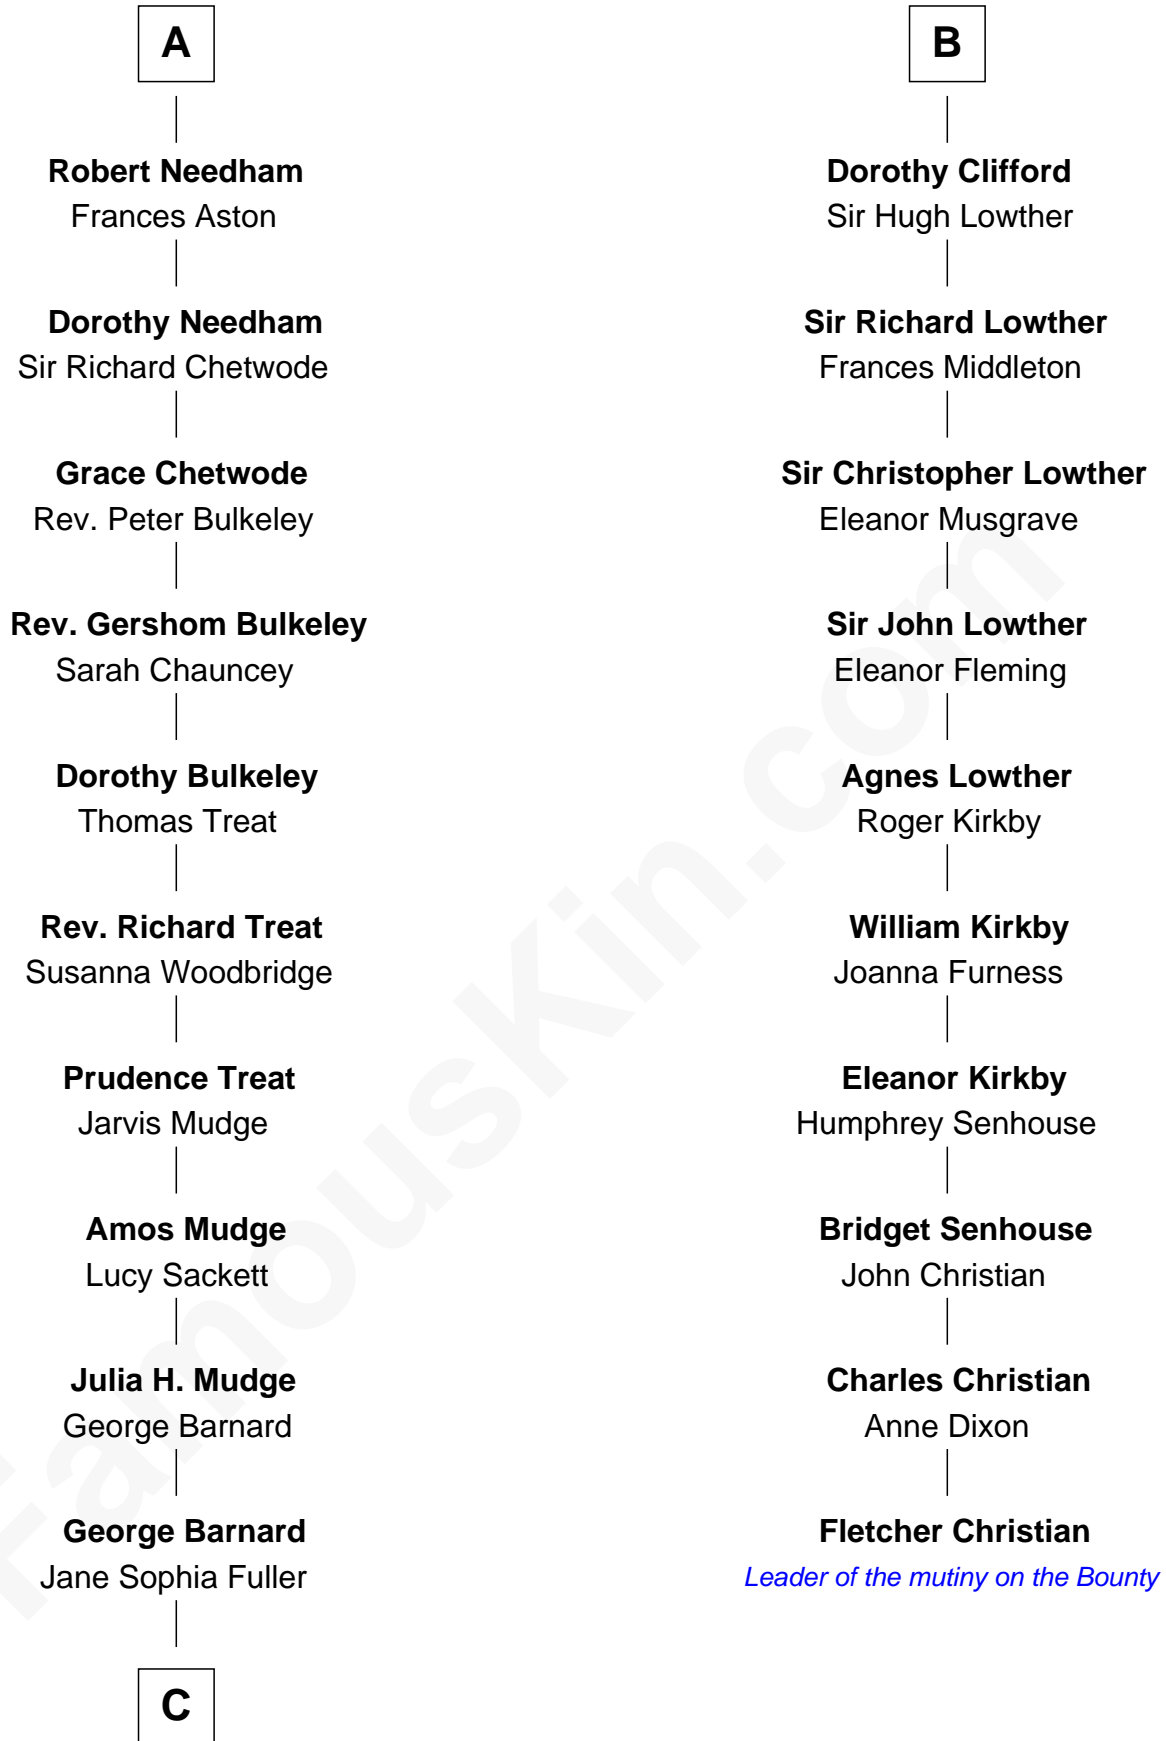 A
Robert Needham
Frances Aston
Dorothy Needham
Sir Richard Chetwode
Grace Chetwode
Rev. Peter Bulkeley
Rev. Gershom Bulkeley
Sarah Chauncey
Dorothy Bulkeley
Thomas Treat
Rev. Richard Treat
Susanna Woodbridge
Prudence Treat
Jarvis Mudge
Amos Mudge
Lucy Sackett
Julia H. Mudge
George Barnard
George Barnard
Jane Sophia Fuller
C
B
Dorothy Clifford
Sir Hugh Lowther
Sir Richard Lowther
Frances Middleton
Sir Christopher Lowther
Eleanor Musgrave
Sir John Lowther
Eleanor Fleming
Agnes Lowther
Roger Kirkby
William Kirkby
Joanna Furness
Eleanor Kirkby
Humphrey Senhouse
Bridget Senhouse
John Christian
Charles Christian
Anne Dixon
Fletcher Christian
Leader of the mutiny on the Bounty
FamousKin.com